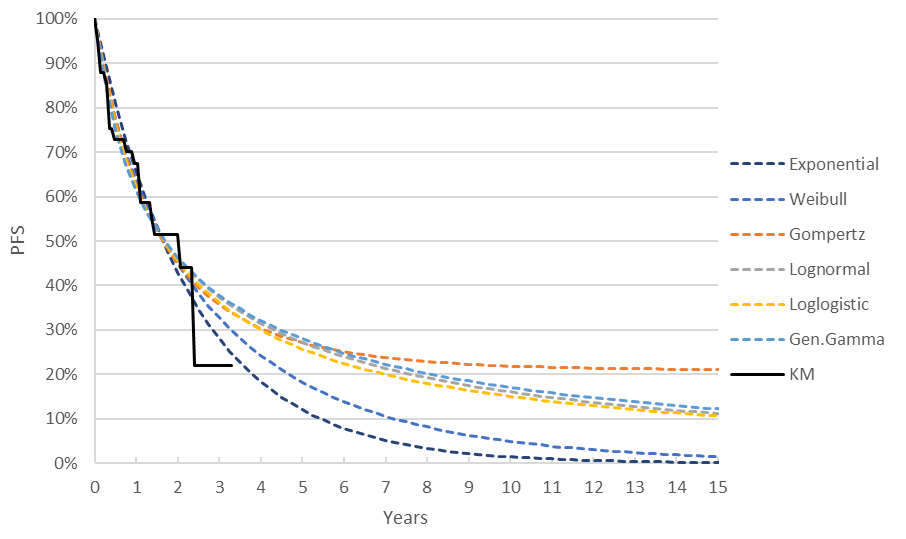 100%
90%
80%
70%
60%
50%
40%
30%
20%
10%
0%
PFS
0 1 2 3 4 5 6 7 8 9 10 11 12 13 14 15
Years
Exponential
Weibull
Gompertz
Lognormal
Loglogistic
Gen.Gamma
KM